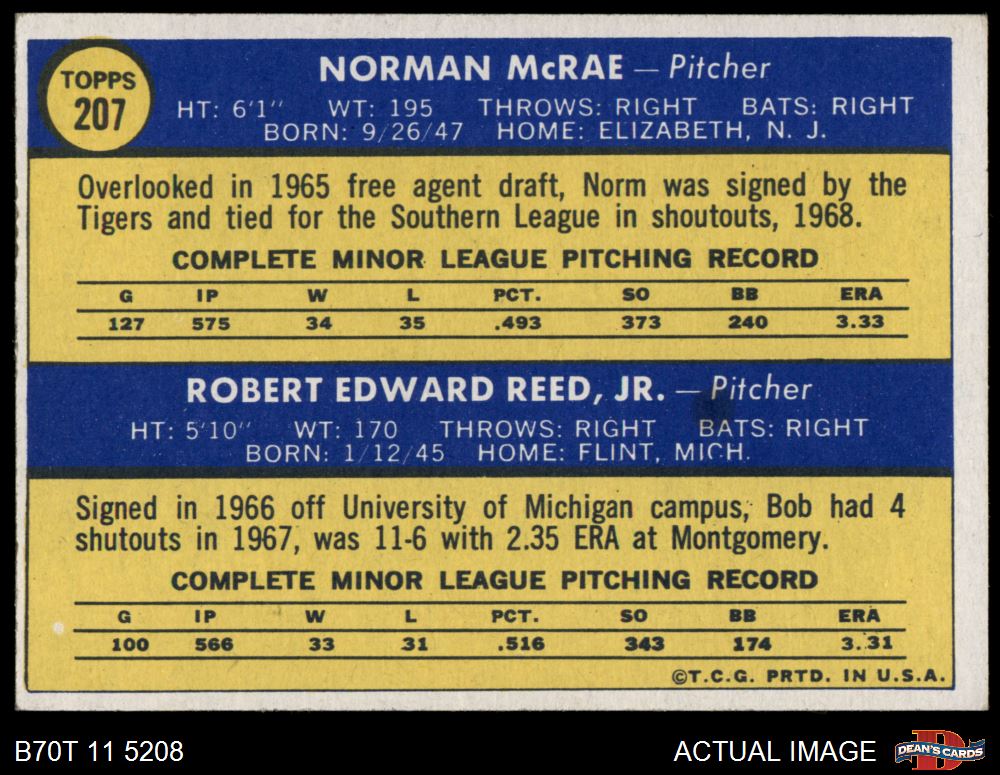 TOPPS
207
NORMAN McRAE — Pitcher
HT: 6'1" WT: 195 THROWS: RIGHT BATS: RIGHT
BORN: 9/26/47 HOME: ELIZABETH, N. J.
Overlooked in 1965 free agent draft, Norm was signed by the
Tigers and tied for the Southern League in shoutouts, 1968.
COMPLETE MINOR LEAGUE PITCHING RECORD
G IP W L PCT. SO BB ERA
127 575 34 35 .493 373 240 3.33
ROBERT EDWARD REED, JR. — Pitcher
HT: 5'10" WT: 170 THROWS: RIGHT BATS: RIGHT
BORN: 1/12/45 HOME: FLINT, MICH.
Signed in 1966 off University of Michigan campus, Bob had 4
shutouts in 1967, was 11-6 with 2.35 ERA at Montgomery.
COMPLETE MINOR LEAGUE PITCHING RECORD
G IP W L PCT. SO BB ERA
100 566 33 31 .516 343 174 3.31
©T.C.G. PRTD. IN U.S.A.
B70T 11 5208
ACTUAL IMAGE
DEAN'S CARDS